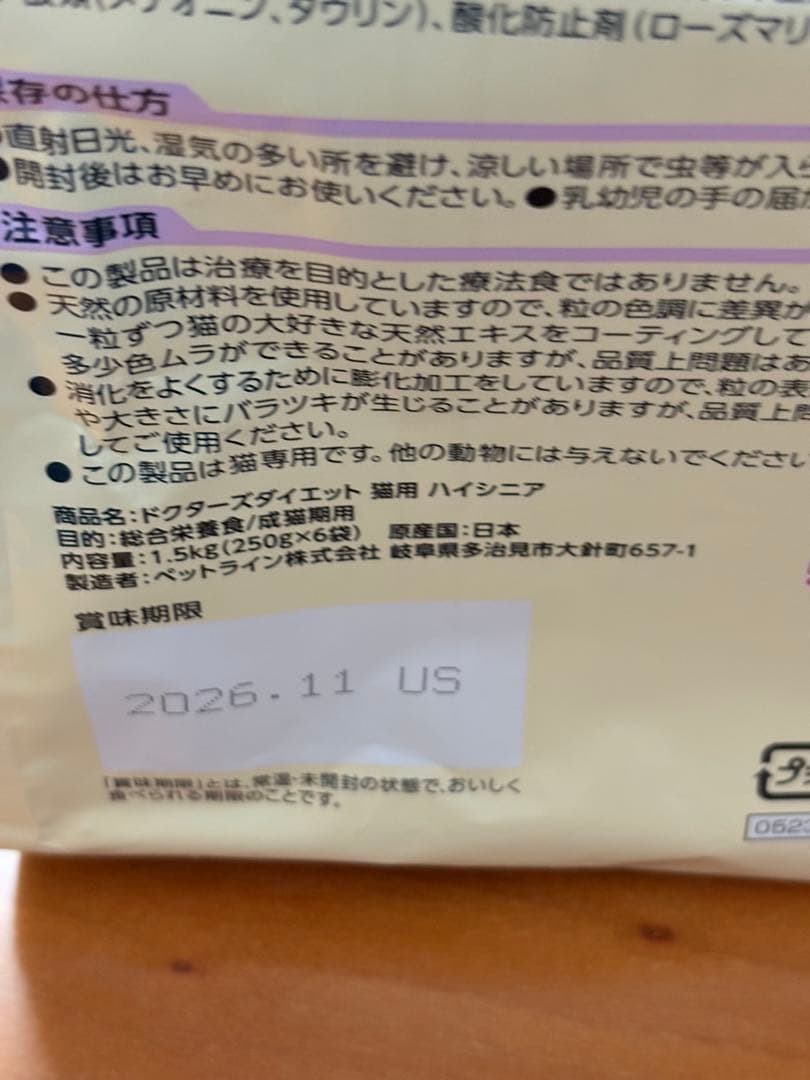 (メチオニン、タウリン)、酸化防止剤(ローズマリ
保存の仕方
●直射日光、湿気の多い所を避け、涼しい場所で虫等が入ら
●開封後はお早めにお使いください。●乳幼児の手の届か
注意事項
● この製品は治療を目的とした療法食ではありません。
● 天然の原材料を使用していますので、粒の色調に差異が
一粒ずつ猫の大好きな天然エキスをコーティングして
多少色ムラができることがありますが、品質上問題はあ
● 消化をよくするために膨化加工をしていますので、粒の表
や大きさにバラツキが生じることがありますが、品質上問
してご使用ください。
● この製品は猫専用です。他の動物には与えないでください
商品名:ドクターズダイエット 猫用 ハイシニア
目的:総合栄養食/成猫期用
内容量:1.5kg(250g×6袋) 原産国:日本
製造者:ペットライン株式会社 岐阜県多治見市大針町657-1
賞味期限
2026.11 US
「賞味期限」とは、常温・未開封の状態で、おいしく
食べられる期限のことです。
プラ
0523